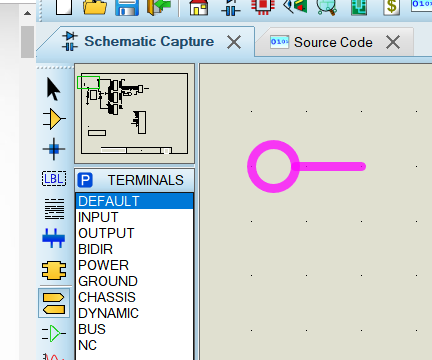 $
Schematic Capture
Source Code
LBL
P TERMINALS
DEFAULT
INPUT
OUTPUT
BIDIR
POWER
GROUND
CHASSIS
DYNAMIC
BUS
NC